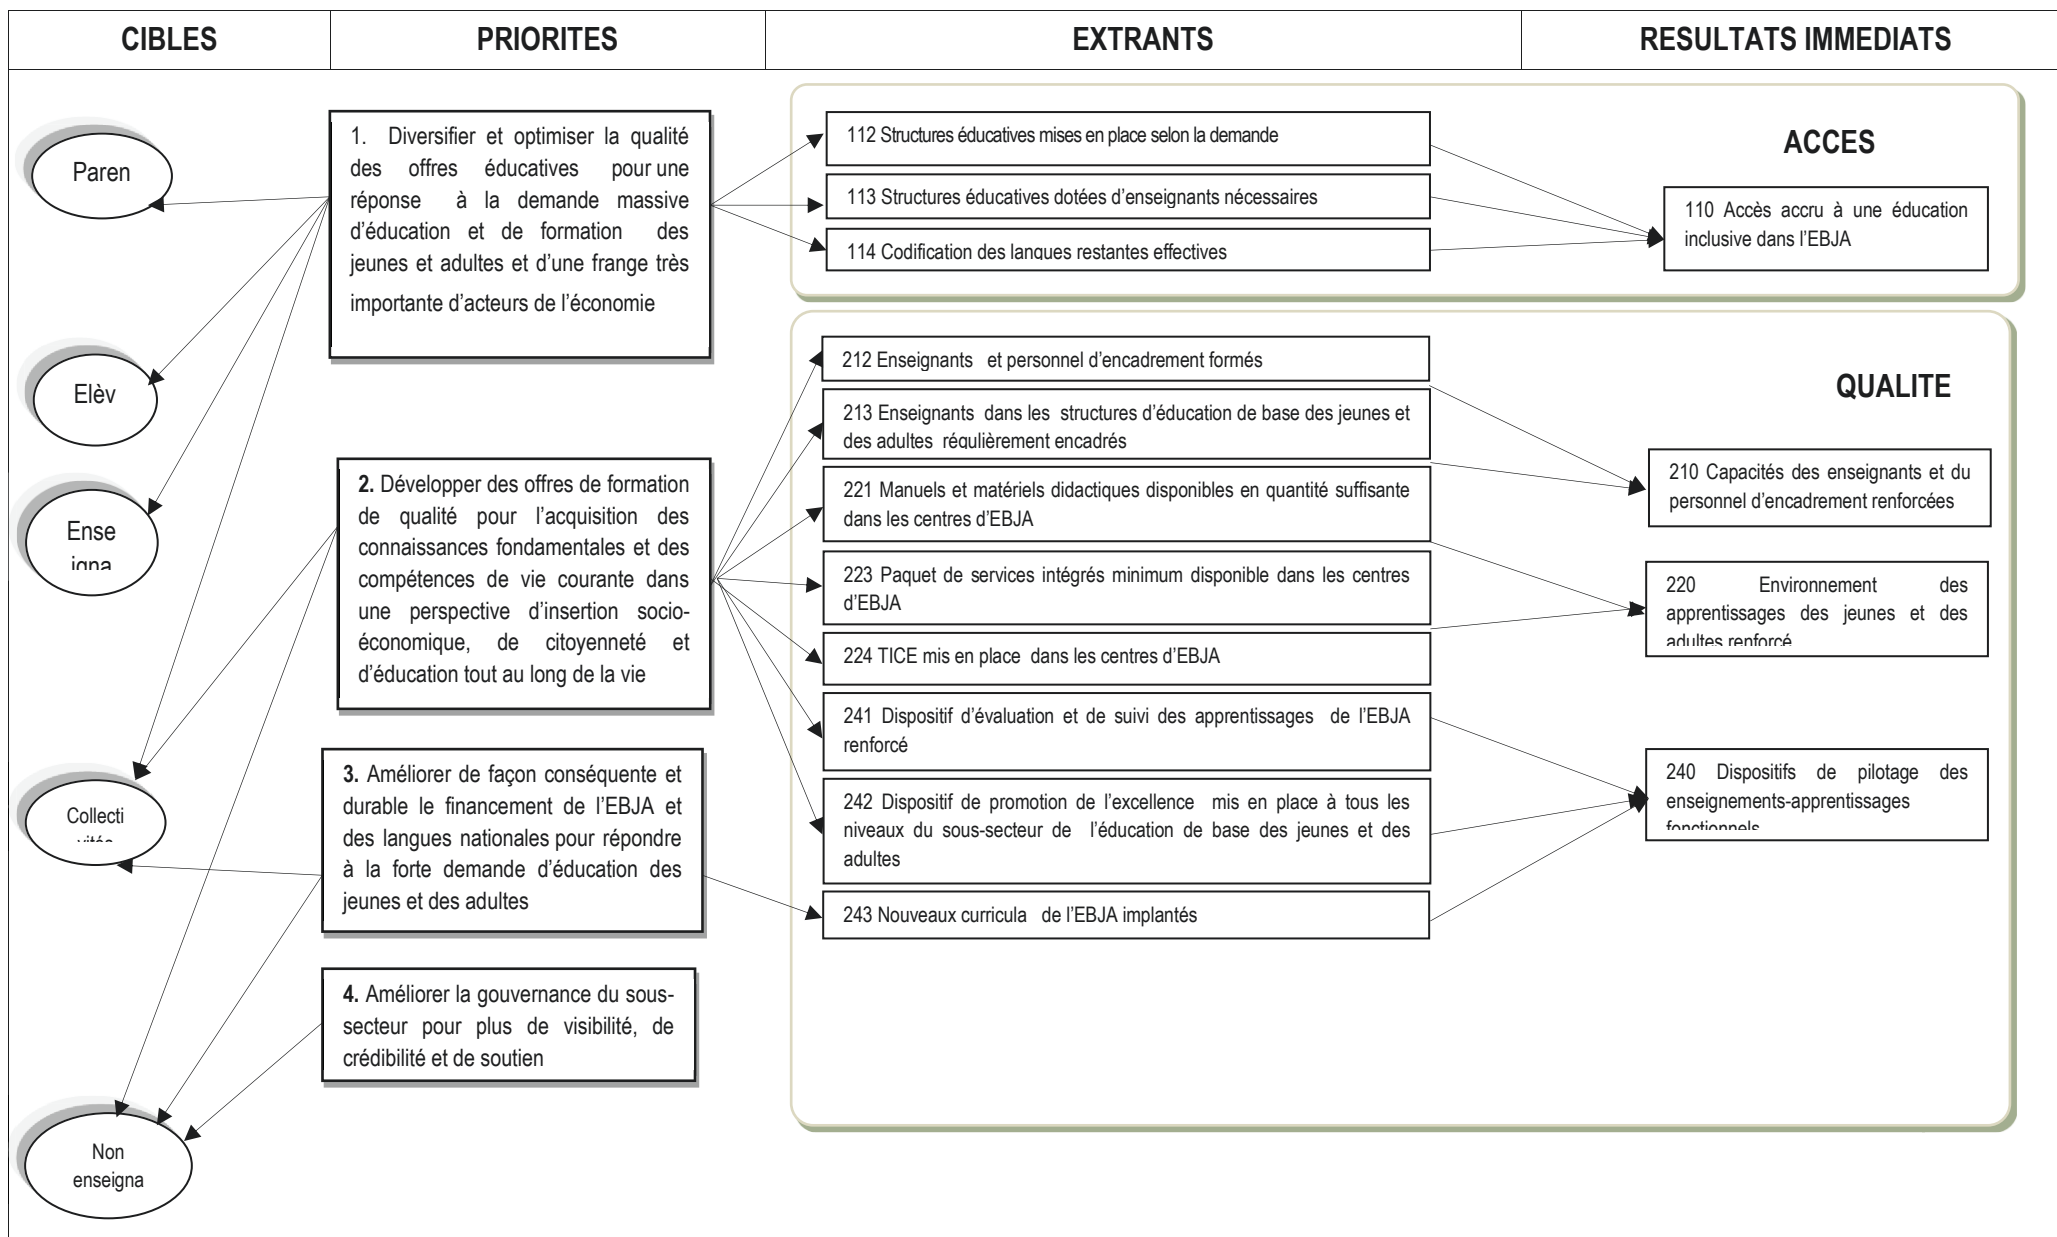 CIBLES
PRIORITES
EXTRANTS
RESULTATS IMMEDIATS
Paren
Elèv
Ense
igna
Collecti
vités
Non
enseigna
1. Diversifier et optimiser la qualité
des offres éducatives pour une
réponse à la demande massive
d'éducation et de formation des
jeunes et adultes et d'une frange très
importante d'acteurs de l'économie
2. Développer des offres de formation
de qualité pour l'acquisition des
connaissances fondamentales et des
compétences de vie courante dans
une perspective d'insertion socio-
économique, de citoyenneté et
d'éducation tout au long de la vie
3. Améliorer de façon conséquente et
durable le financement de l'EBJA et
des langues nationales pour répondre
à la forte demande d'éducation des
jeunes et des adultes
4. Améliorer la gouvernance du sous-
secteur pour plus de visibilité, de
crédibilité et de soutien
112 Structures éducatives mises en place selon la demande
113 Structures éducatives dotées d'enseignants nécessaires
114 Codification des langues restantes effectives
ACCES
110 Accès accru à une éducation
inclusive dans l'EBJA
212 Enseignants et personnel d'encadrement formés
213 Enseignants dans les structures d'éducation de base des jeunes et
des adultes régulièrement encadrés
221 Manuels et matériels didactiques disponibles en quantité suffisante
dans les centres d'EBJA
223 Paquet de services intégrés minimum disponible dans les centres
d'EBJA
224 TICE mis en place dans les centres d'EBJA
241 Dispositif d'évaluation et de suivi des apprentissages de l'EBJA
renforcé
242 Dispositif de promotion de l'excellence mis en place à tous les
niveaux du sous-secteur de l'éducation de base des jeunes et des
adultes
243 Nouveaux curricula de l'EBJA implantés
QUALITE
210 Capacités des enseignants et du
personnel d'encadrement renforcées
220 Environnement des
apprentissages des jeunes et des
adultes renforcé
240 Dispositifs de pilotage des
enseignements-apprentissages
fonctionnels